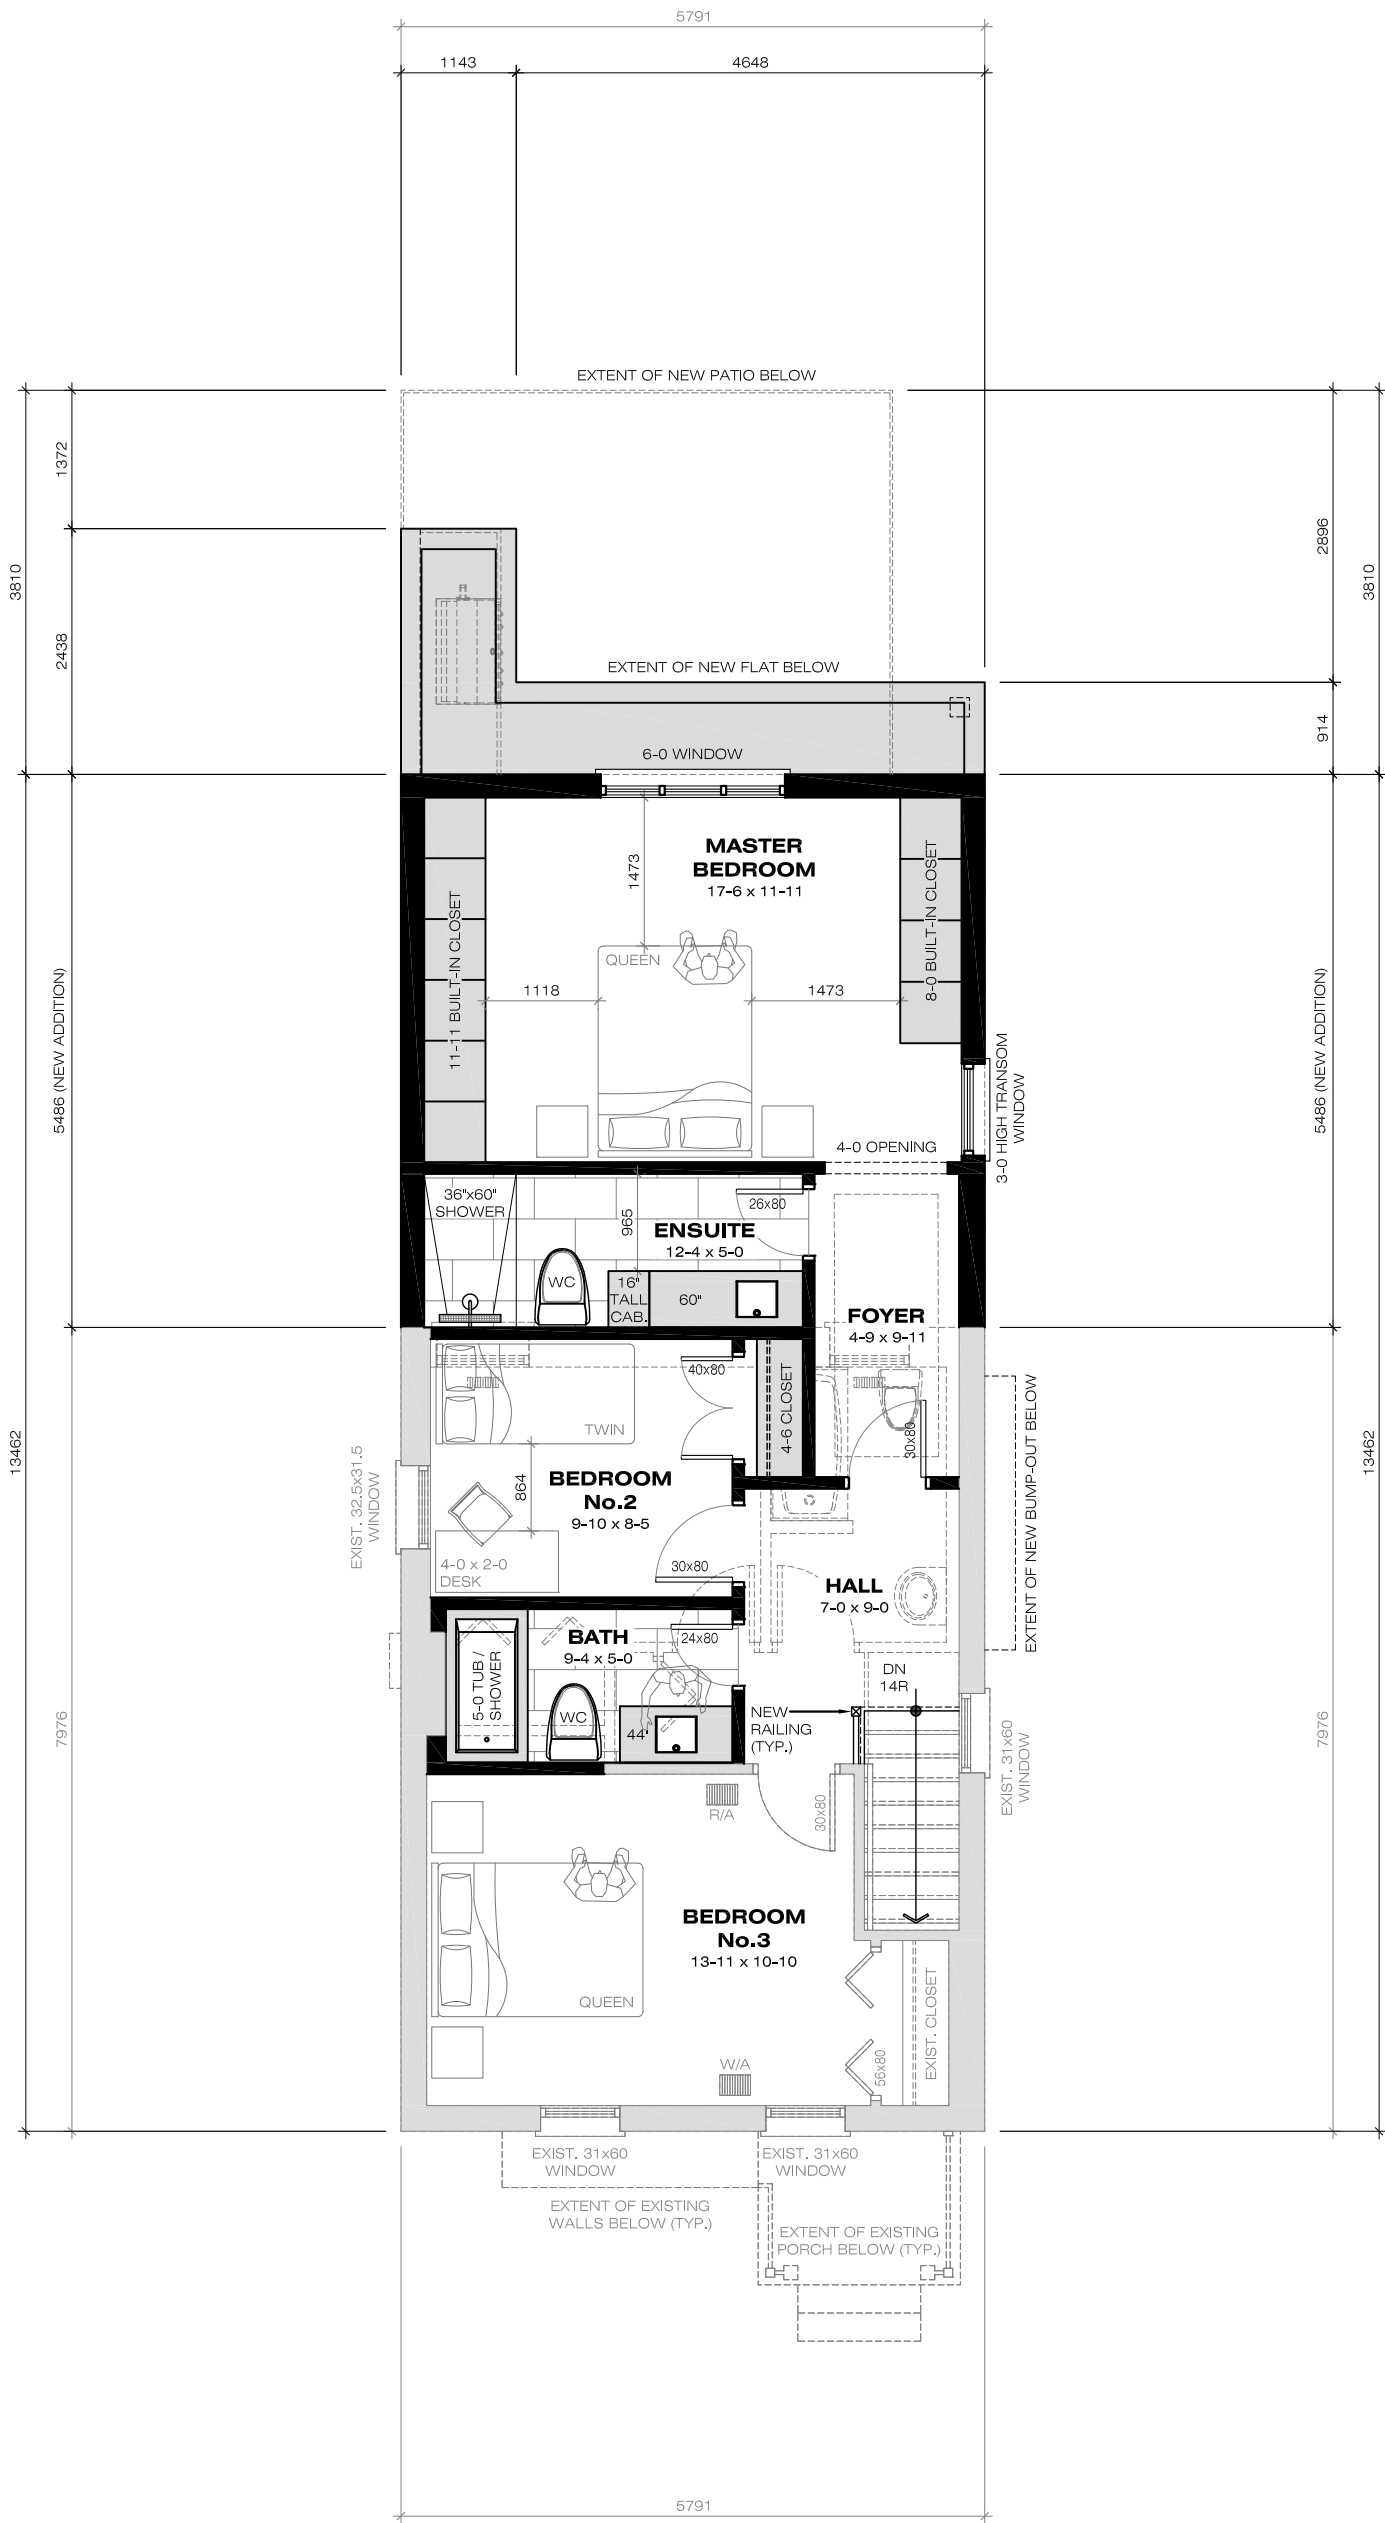 5791
1143
4648
EXTENT OF NEW PATIO BELOW
1372
2896
3810
3810
2438
EXTENT OF NEW FLAT BELOW
914
6-0 WINDOW
MASTER
BEDROOM
17-6 x 11-11
1473
11-11 BUILT-IN CLOSET
8-0 BUILT-IN CLOSET
QUEEN
1118
1473
5486 (NEW ADDITION)
5486 (NEW ADDITION)
3-0 HIGH TRANSOM
WINDOW
4-0 OPENING
36"x60"
SHOWER
965
26x80
ENSUITE
12-4 x 5-0
WC
16"
TALL
CAB.
60"
FOYER
4-9 x 9-11
40x80
4-6 CLOSET
TWIN
30x80
EXTENT OF NEW BUMP-OUT BELOW
13462
13462
EXIST. 32.5x31.5
WINDOW
BEDROOM
No.2
9-10 x 8-5
864
4-0 x 2-0
DESK
30x80
HALL
7-0 x 9-0
BATH
9-4 x 5-0
24x80
5-0 TUB /
SHOWER
WC
44"
DN
14R
NEW
RAILING
(TYP.)
7976
7976
EXIST. 31x60
WINDOW
R/A
30x80
BEDROOM
No.3
13-11 x 10-10
QUEEN
W/A
56x80
EXIST. CLOSET
EXIST. 31x60
WINDOW
EXIST. 31x60
WINDOW
EXTENT OF EXISTING
WALLS BELOW (TYP.)
EXTENT OF EXISTING
PORCH BELOW (TYP.)
5791